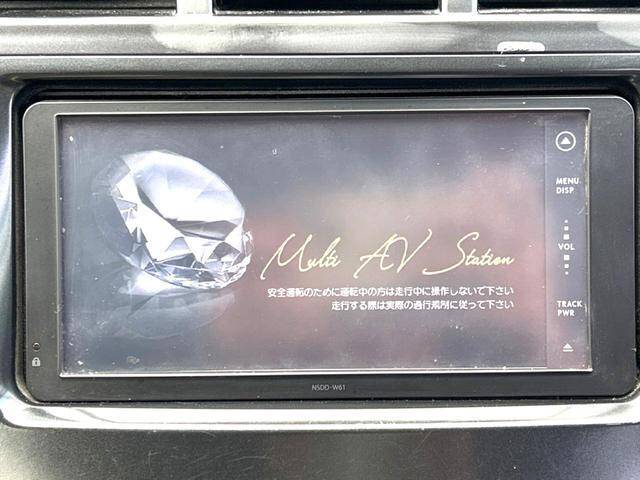 Multi AV Station
安全運転のために運転中の方は走行中に操作しないで下さい
走行する際は実際の通行規制に従って下さい
MENU
DISP
VOL
TRACK
PWR
NSDD-W61